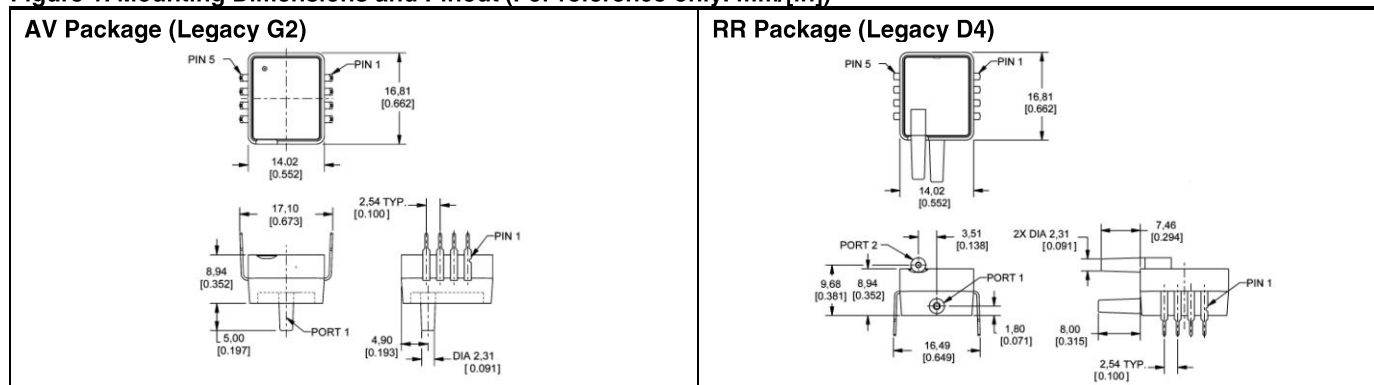 Figure 1: Mounting Dimensions and Pinout (For reference only: mm/[in])
AV Package (Legacy G2)
PIN 5
PIN 1
16,81
[0.662]
14.02
[0.552]
17,10
[0.673]
2,54 TYP.
[0.100]
PIN 1
8,94
[0.352]
PORT 1
5,00
[0.197]
4,90
[0.193]
DIA 2,31
[0.091]
RR Package (Legacy D4)
PIN 5
PIN 1
16,81
[0.662]
14,02
[0.552]
3,51
[0.138]
2X DIA 2,31
[0.091]
7,46
[0.294]
PORT 2
PORT 1
9,68
[0.381]
8,94
[0.352]
PIN 1
1,80
[0.071]
16,49
[0.649]
8,00
[0.315]
2,54 TYP.
[0.100]